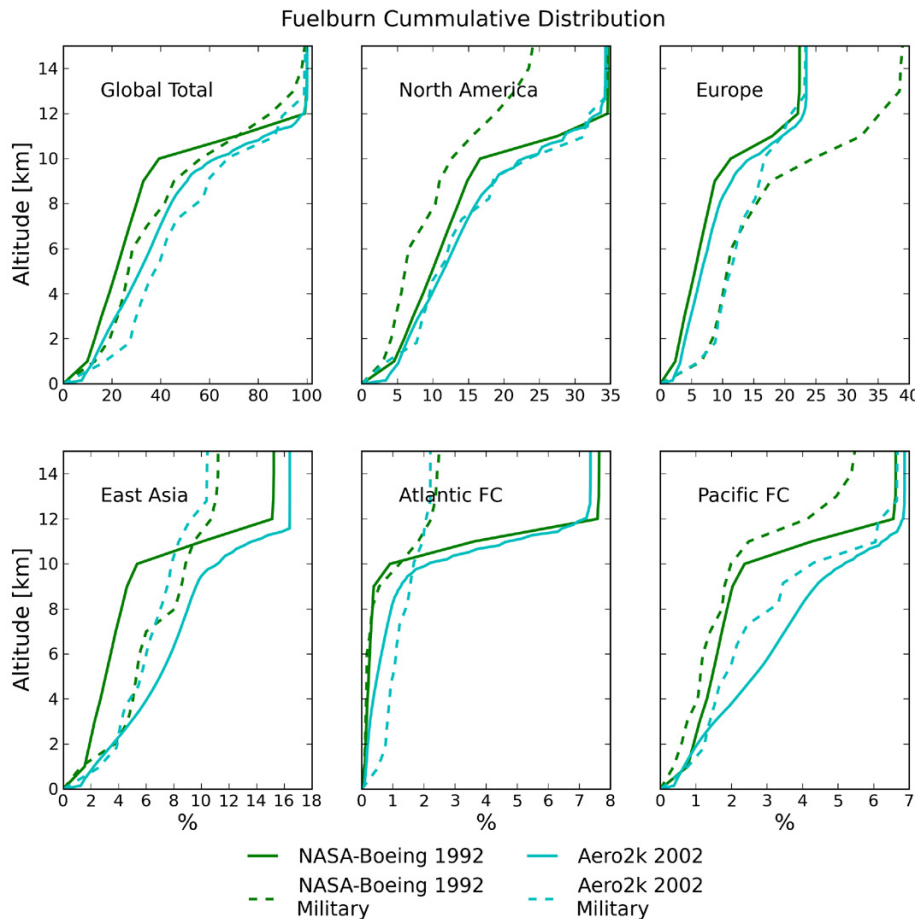 Fuelburn Cummulative Distribution
Altitude [km]
14
12
10
8
6
4
2
0
Global Total
0 20 40 60 80 100
North America
0 5 10 15 20 25 30 35
Europe
0 5 10 15 20 25 30 35 40
Altitude [km]
14
12
10
8
6
4
2
0
East Asia
0 2 4 6 8 10 12 14 16 18
%
Atlantic FC
0 1 2 3 4 5 6 7 8
%
Pacific FC
0 1 2 3 4 5 6 7
%
NASA-Boeing 1992
NASA-Boeing 1992
Military
Aero2k 2002
Aero2k 2002
Military